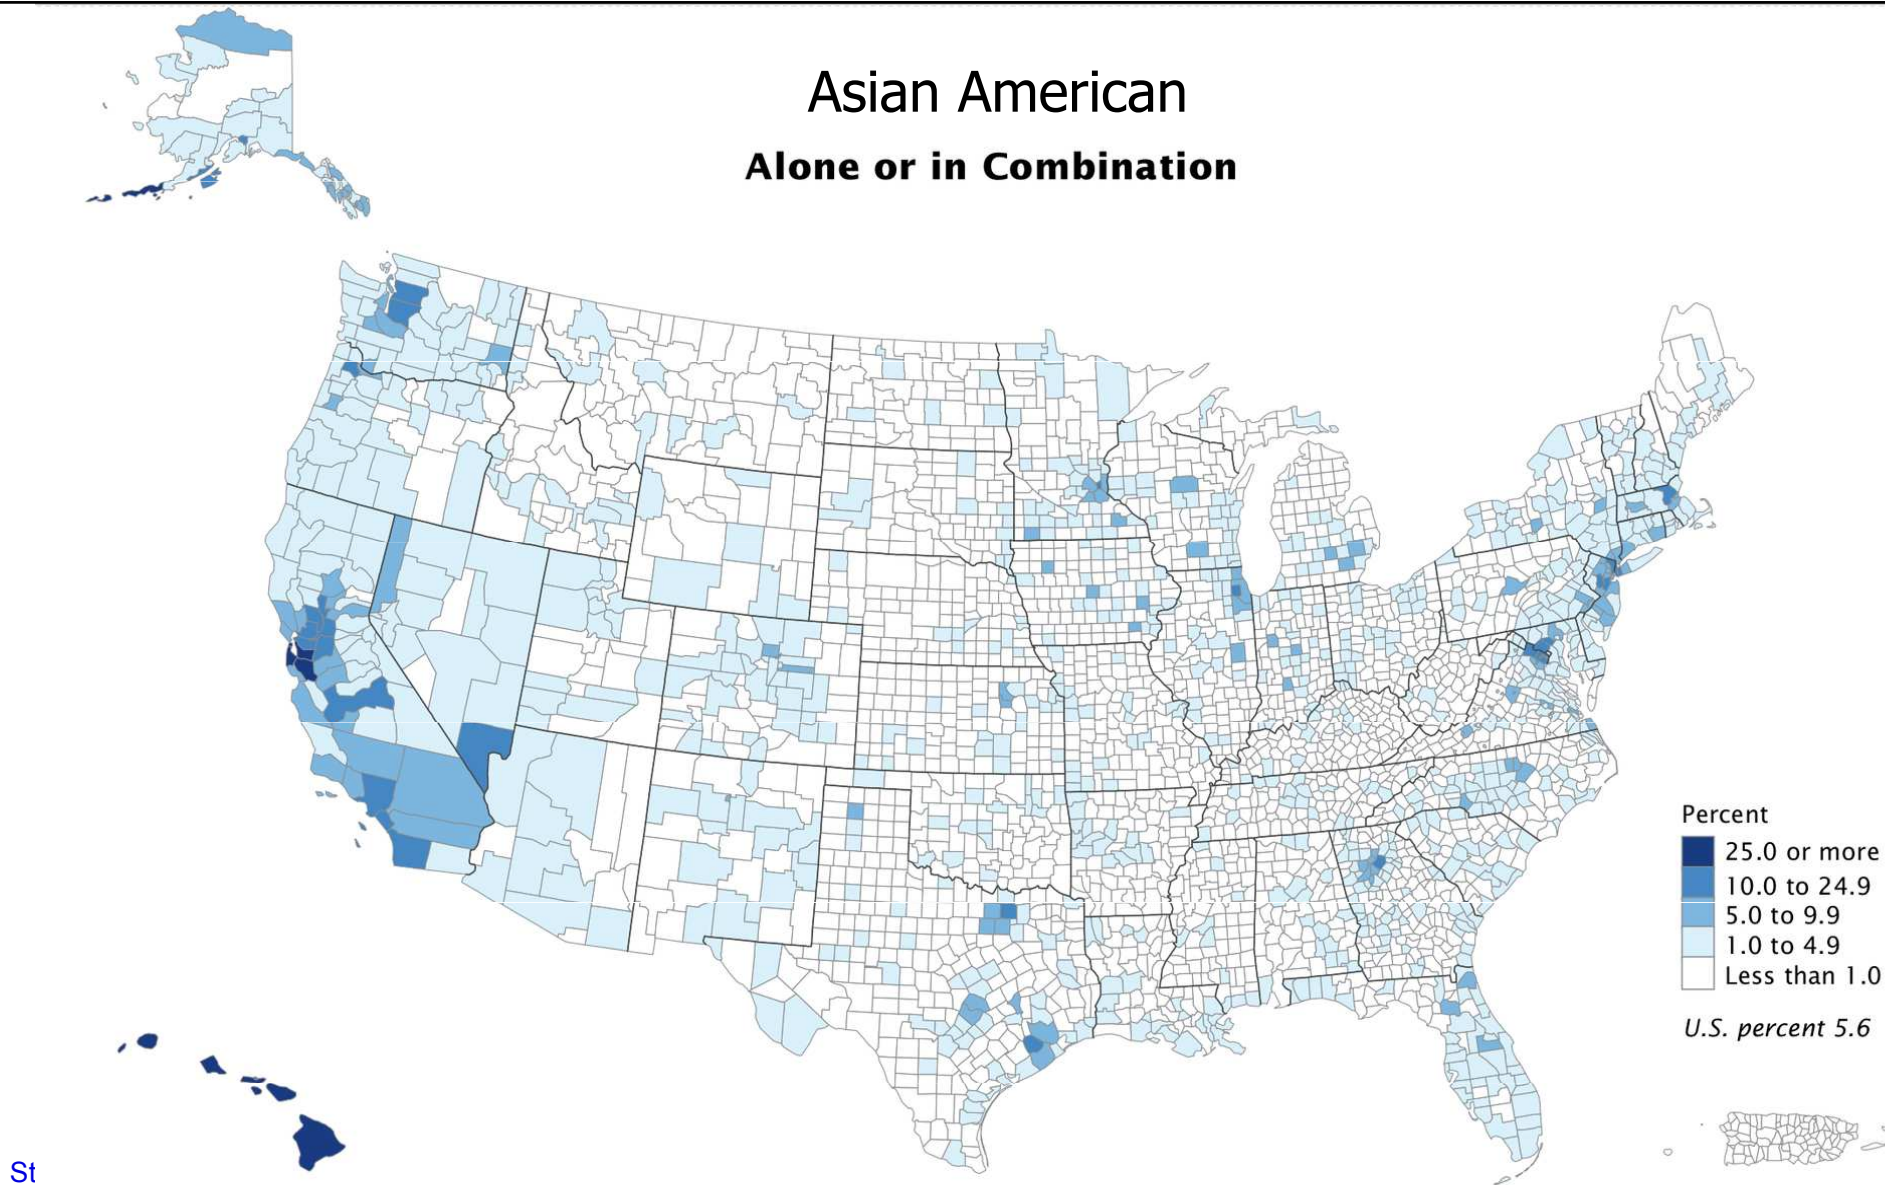 Asian American
Alone or in Combination
Percent
25.0 or more
10.0 to 24.9
5.0 to 9.9
1.0 to 4.9
Less than 1.0
U.S. percent 5.6
St